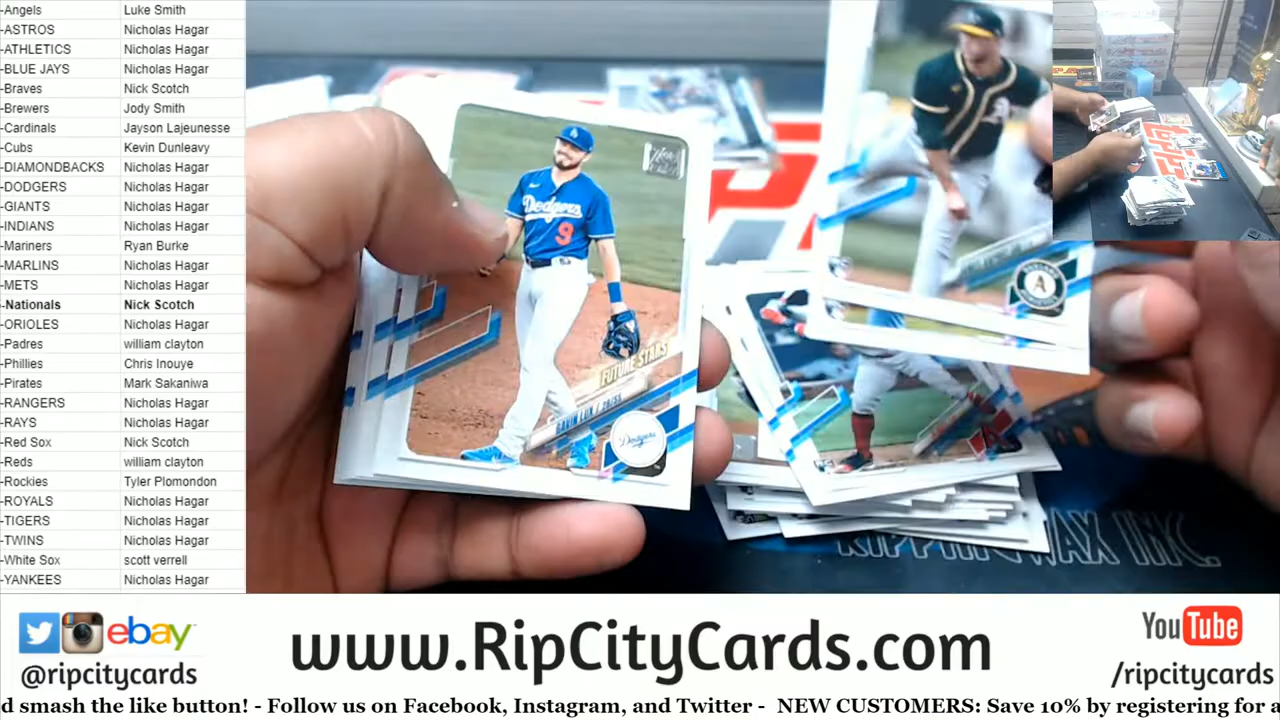 -Angels Luke Smith
-ASTROS Nicholas Hagar
-ATHLETICS Nicholas Hagar
-BLUE JAYS Nicholas Hagar
-Braves Nick Scotch
-Brewers Jody Smith
-Cardinals Jayson Lajeunesse
-Cubs Kevin Dunleavy
-DIAMONDBACKS Nicholas Hagar
-DODGERS Nicholas Hagar
-GIANTS Nicholas Hagar
-INDIANS Nicholas Hagar
-Mariners Ryan Burke
-MARLINS Nicholas Hagar
-METS Nicholas Hagar
-Nationals Nick Scotch
-ORIOLES Nicholas Hagar
-Padres william clayton
-Phillies Chris Inouye
-Pirates Mark Sakaniwa
-RANGERS Nicholas Hagar
-RAYS Nicholas Hagar
-Red Sox Nick Scotch
-Reds william clayton
-Rockies Tyler Plomondon
-ROYALS Nicholas Hagar
-TIGERS Nicholas Hagar
-TWINS Nicholas Hagar
-White Sox scott verrell
-YANKEES Nicholas Hagar
Dodgers
9
FUTURE STARS
GAVIN LUX
Dodgers
A
RIPPIN WAX INC.
ebay
@ripcitycards
www.RipCityCards.com
YouTube
/ripcitycards
d smash the like button! - Follow us on Facebook, Instagram, and Twitter - NEW CUSTOMERS: Save 10% by registering for a